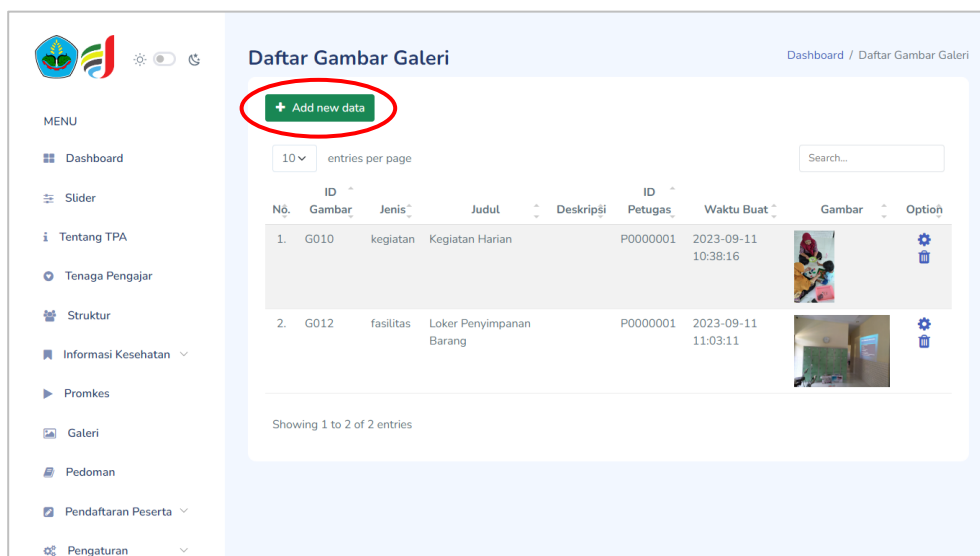 Daftar Gambar Galeri
Dashboard / Daftar Gambar Galeri
MENU
Dashboard
Slider
Tentang TPA
Tenaga Pengajar
Struktur
Informasi Kesehatan
Promkes
Galeri
Pedoman
Pendaftaran Peserta
Pengaturan
+ Add new data
10 entries per page
Search...
No. ID Gambar Jenis Judul Deskripsi ID Petugas Waktu Buat Gambar Option
1. G010 kegiatan Kegiatan Harian P0000001 2023-09-11
10:38:16
2. G012 fasilitas Loker Penyimpanan P0000001 2023-09-11
Barang 11:03:11
Showing 1 to 2 of 2 entries